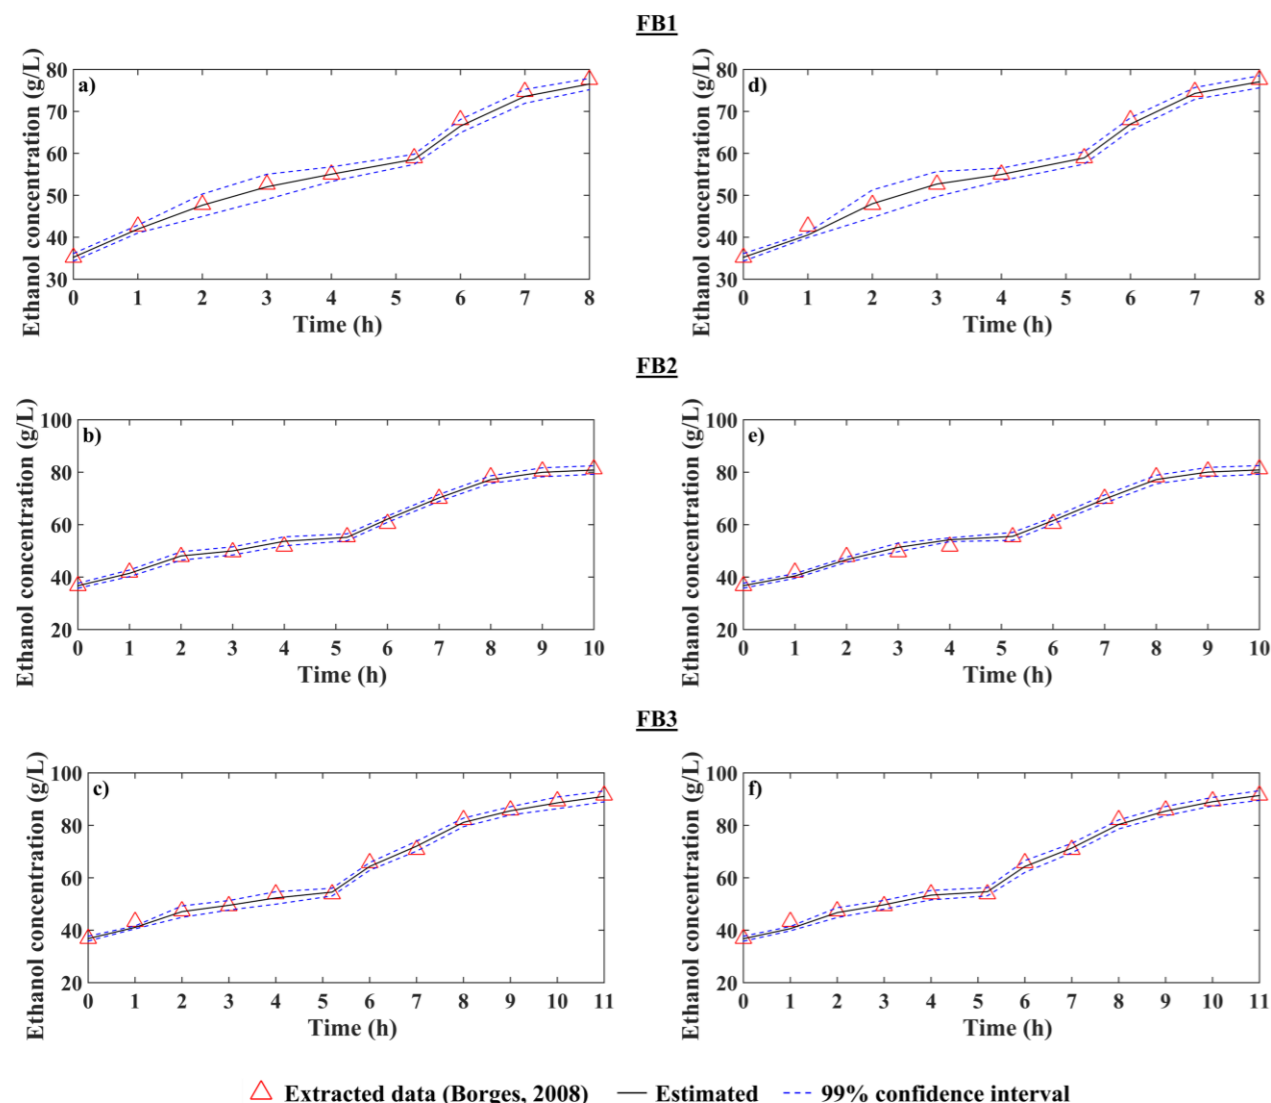 FB1
Ethanol concentration (g/L)
80
70
60
50
40
30
a)
0 1 2 3 4 5 6 7 8
Time (h)
Ethanol concentration (g/L)
80
70
60
50
40
30
d)
0 1 2 3 4 5 6 7 8
Time (h)
FB2
Ethanol concentration (g/L)
100
80
60
40
20
b)
0 1 2 3 4 5 6 7 8 9 10
Time (h)
Ethanol concentration (g/L)
100
80
60
40
20
e)
0 1 2 3 4 5 6 7 8 9 10
Time (h)
FB3
Ethanol concentration (g/L)
100
80
60
40
20
c)
0 1 2 3 4 5 6 7 8 9 10 11
Time (h)
Ethanol concentration (g/L)
100
80
60
40
20
f)
0 1 2 3 4 5 6 7 8 9 10 11
Time (h)
Extracted data (Borges, 2008) Estimated 99% confidence interval